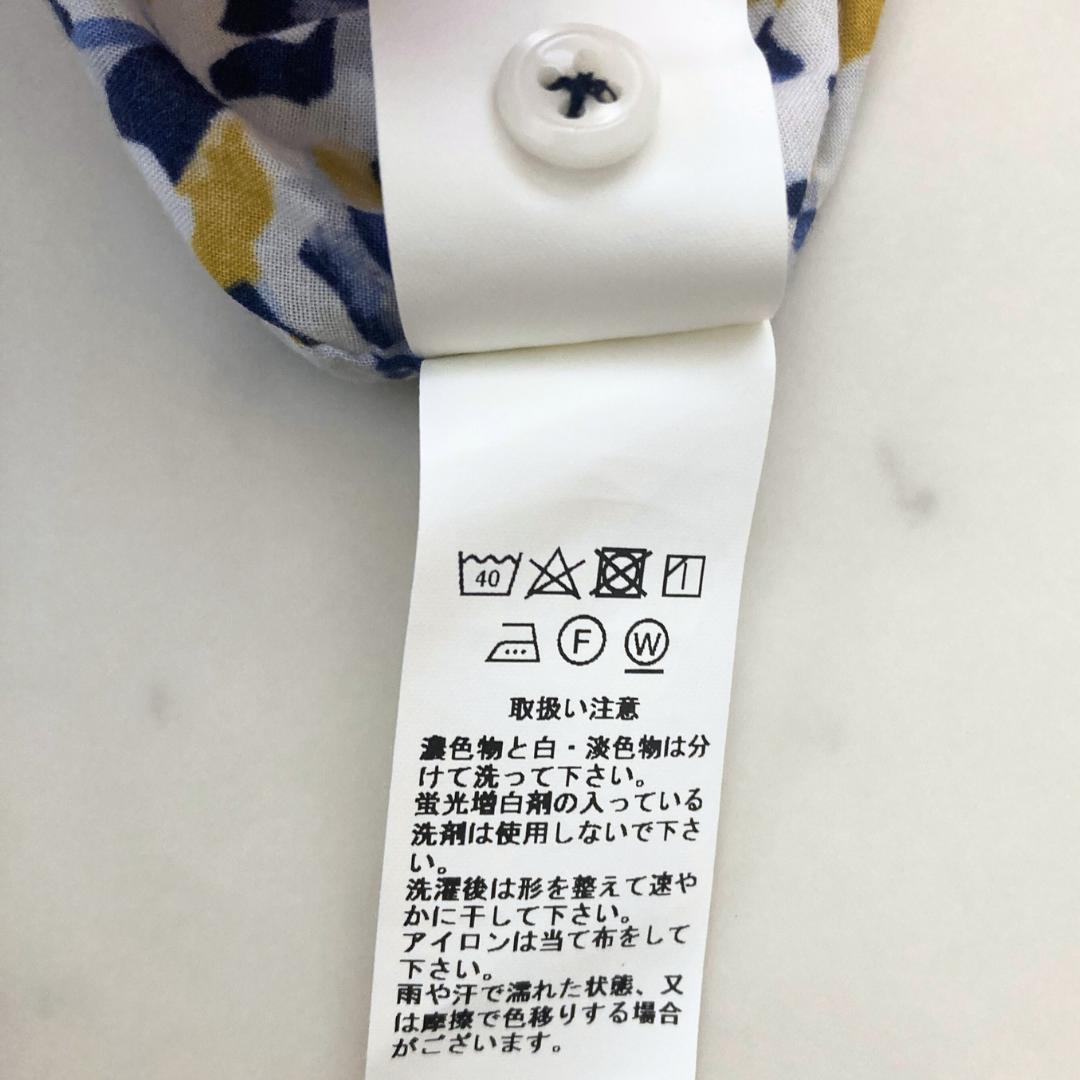 40
F W
取扱い注意
濃色物と白・淡色物は分
けて洗って下さい。
蛍光増白剤の入っている
洗剤は使用しないで下さ
い。
洗濯後は形を整えて速や
かに干して下さい。
アイロンは当て布をして
下さい。
雨や汗で濡れた状態、又
は摩擦で色移りする場合
がございます。